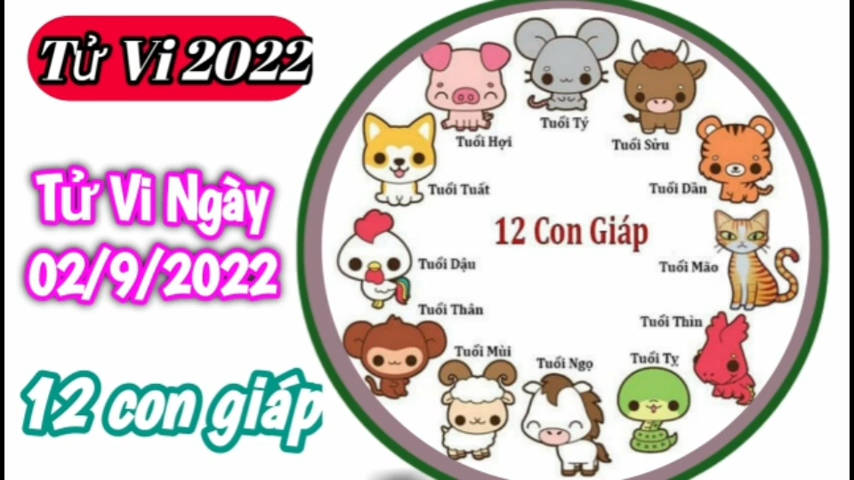 Tử Vi 2022
Tử Vi Ngày
02/9/2022
12 con giáp
12 Con Giáp
Tuổi Tý
Tuổi Sửu
Tuổi Dần
Tuổi Mão
Tuổi Thìn
Tuổi Tỵ
Tuổi Ngọ
Tuổi Mùi
Tuổi Thân
Tuổi Dậu
Tuổi Tuất
Tuổi Hợi